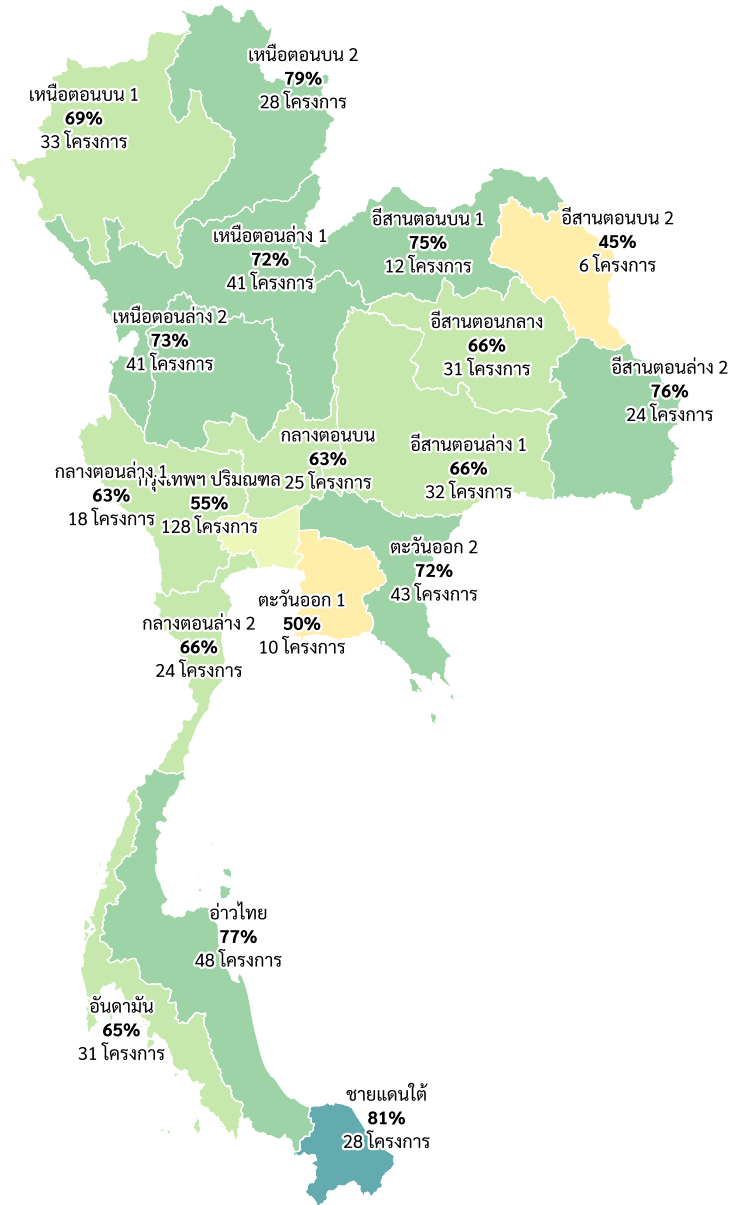 เหนือตอนบน 2
79%
28 โครงการ
เหนือตอนบน 1
69%
33 โครงการ
อีสานตอนบน 1
75%
12 โครงการ
อีสานตอนบน 2
45%
6 โครงการ
เหนือตอนล่าง 1
72%
41 โครงการ
เหนือตอนล่าง 2
73%
41 โครงการ
อีสานตอนกลาง
66%
31 โครงการ
อีสานตอนล่าง 2
76%
24 โครงการ
กลางตอนบน
63%
25 โครงการ
อีสานตอนล่าง 1
66%
32 โครงการ
กลางตอนล่าง 1
63%
18 โครงการ
กรุงเทพฯ ปริมณฑล
55%
128 โครงการ
ตะวันออก 2
72%
43 โครงการ
ตะวันออก 1
50%
10 โครงการ
กลางตอนล่าง 2
66%
24 โครงการ
อ่าวไทย
77%
48 โครงการ
อันดามัน
65%
31 โครงการ
ชายแดนใต้
81%
28 โครงการ